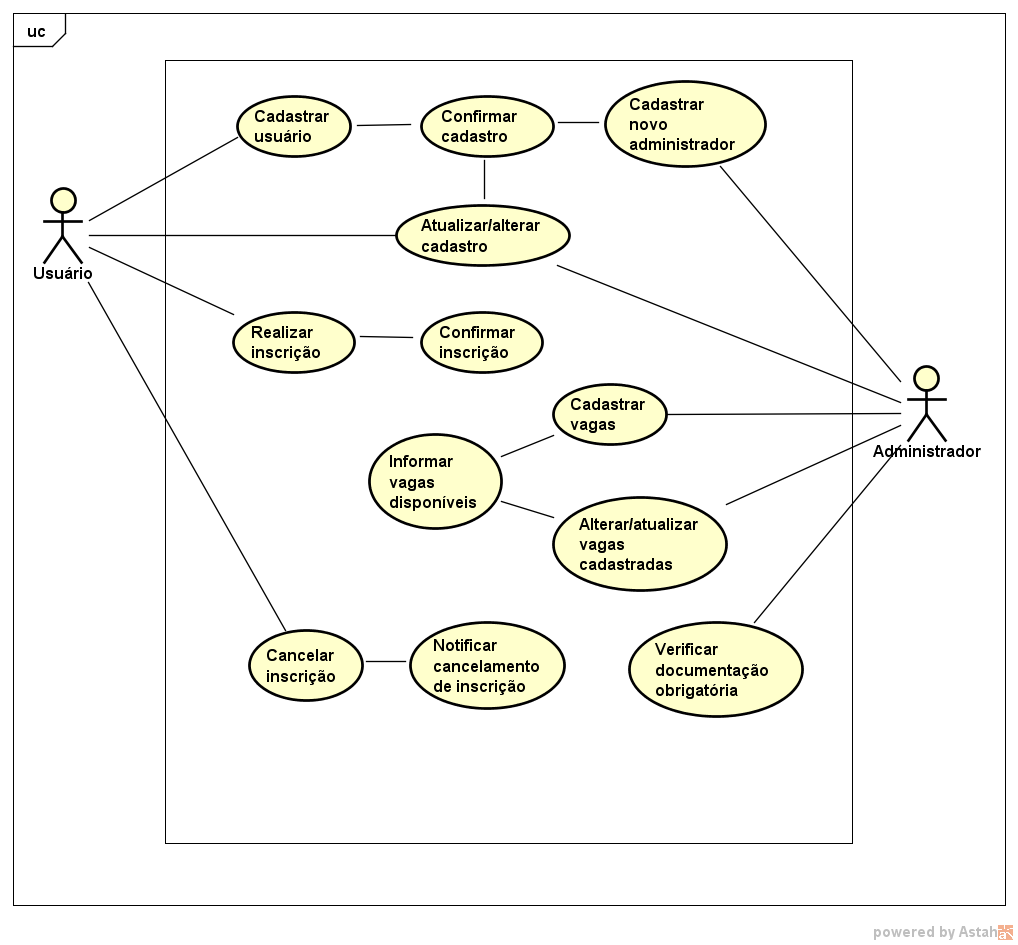 uc
Cadastrar
usuário
Confirmar
cadastro
Cadastrar
novo
administrador
Atualizar/alterar
cadastro
Usuário
Realizar
inscrição
Confirmar
inscrição
Cadastrar
vagas
Administrador
Informar
vagas
disponíveis
Alterar/atualizar
vagas
cadastradas
Cancelar
inscrição
Notificar
cancelamento
de inscrição
Verificar
documentação
obrigatória
powered by Astah